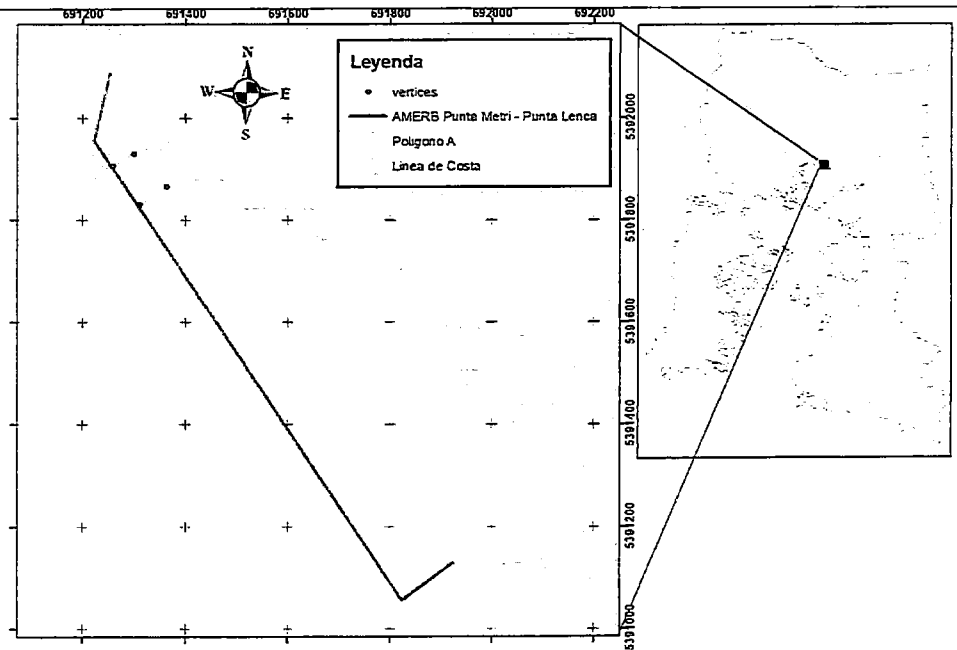 691200 691400 691600 691800 692000 692200
N
W E
S
Leyenda
vertices
AMERB Punta Metri - Punta Lenca
Poligono A
Linea de Costa
5392000
5391800
5391600
5391400
5391200
5391000